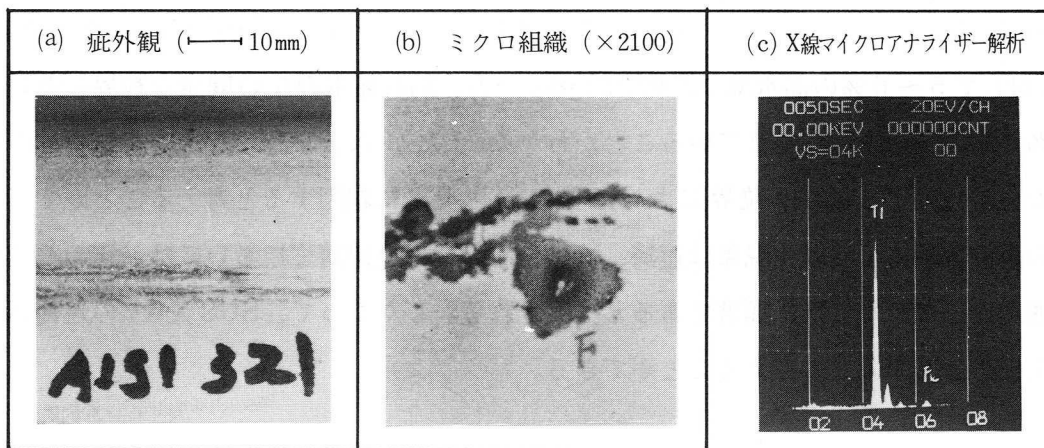 (a) 疵外観 (├──┤10mm)
(b) ミクロ組織 (×2100)
(c) X線マイクロアナライザー解析
AISI 321
F
0050SEC 20EV/CH
00.00KEV 000000CNT
VS=04K 00
Ti
Fe
02 04 06 08